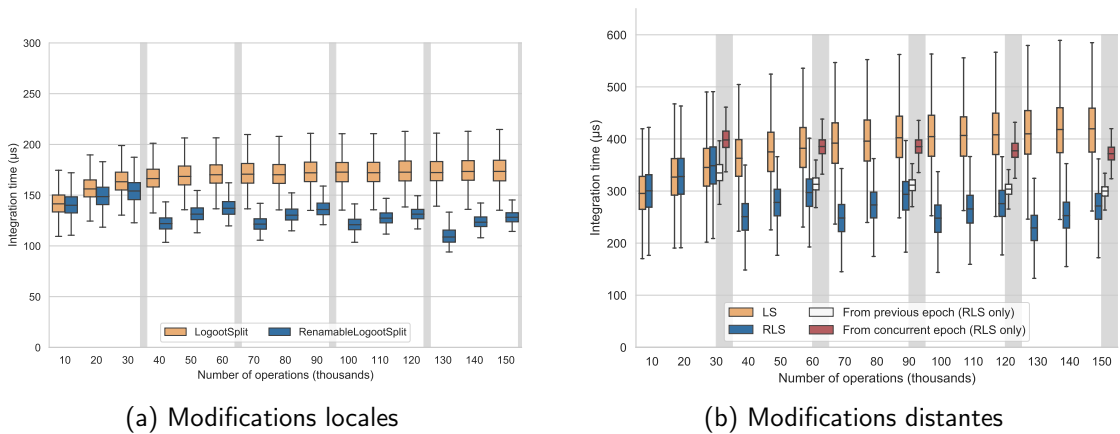 300
250
200
150
100
50
0
Integration time (µs)
LogootSplit
RenamableLogootSplit
10 20 30 40 50 60 70 80 90 100 110 120 130 140 150
Number of operations (thousands)
(a) Modifications locales
600
500
400
300
200
100
0
Integration time (µs)
LS
RLS
From previous epoch (RLS only)
From concurrent epoch (RLS only)
10 20 30 40 50 60 70 80 90 100 110 120 130 140 150
Number of operations (thousands)
(b) Modifications distantes